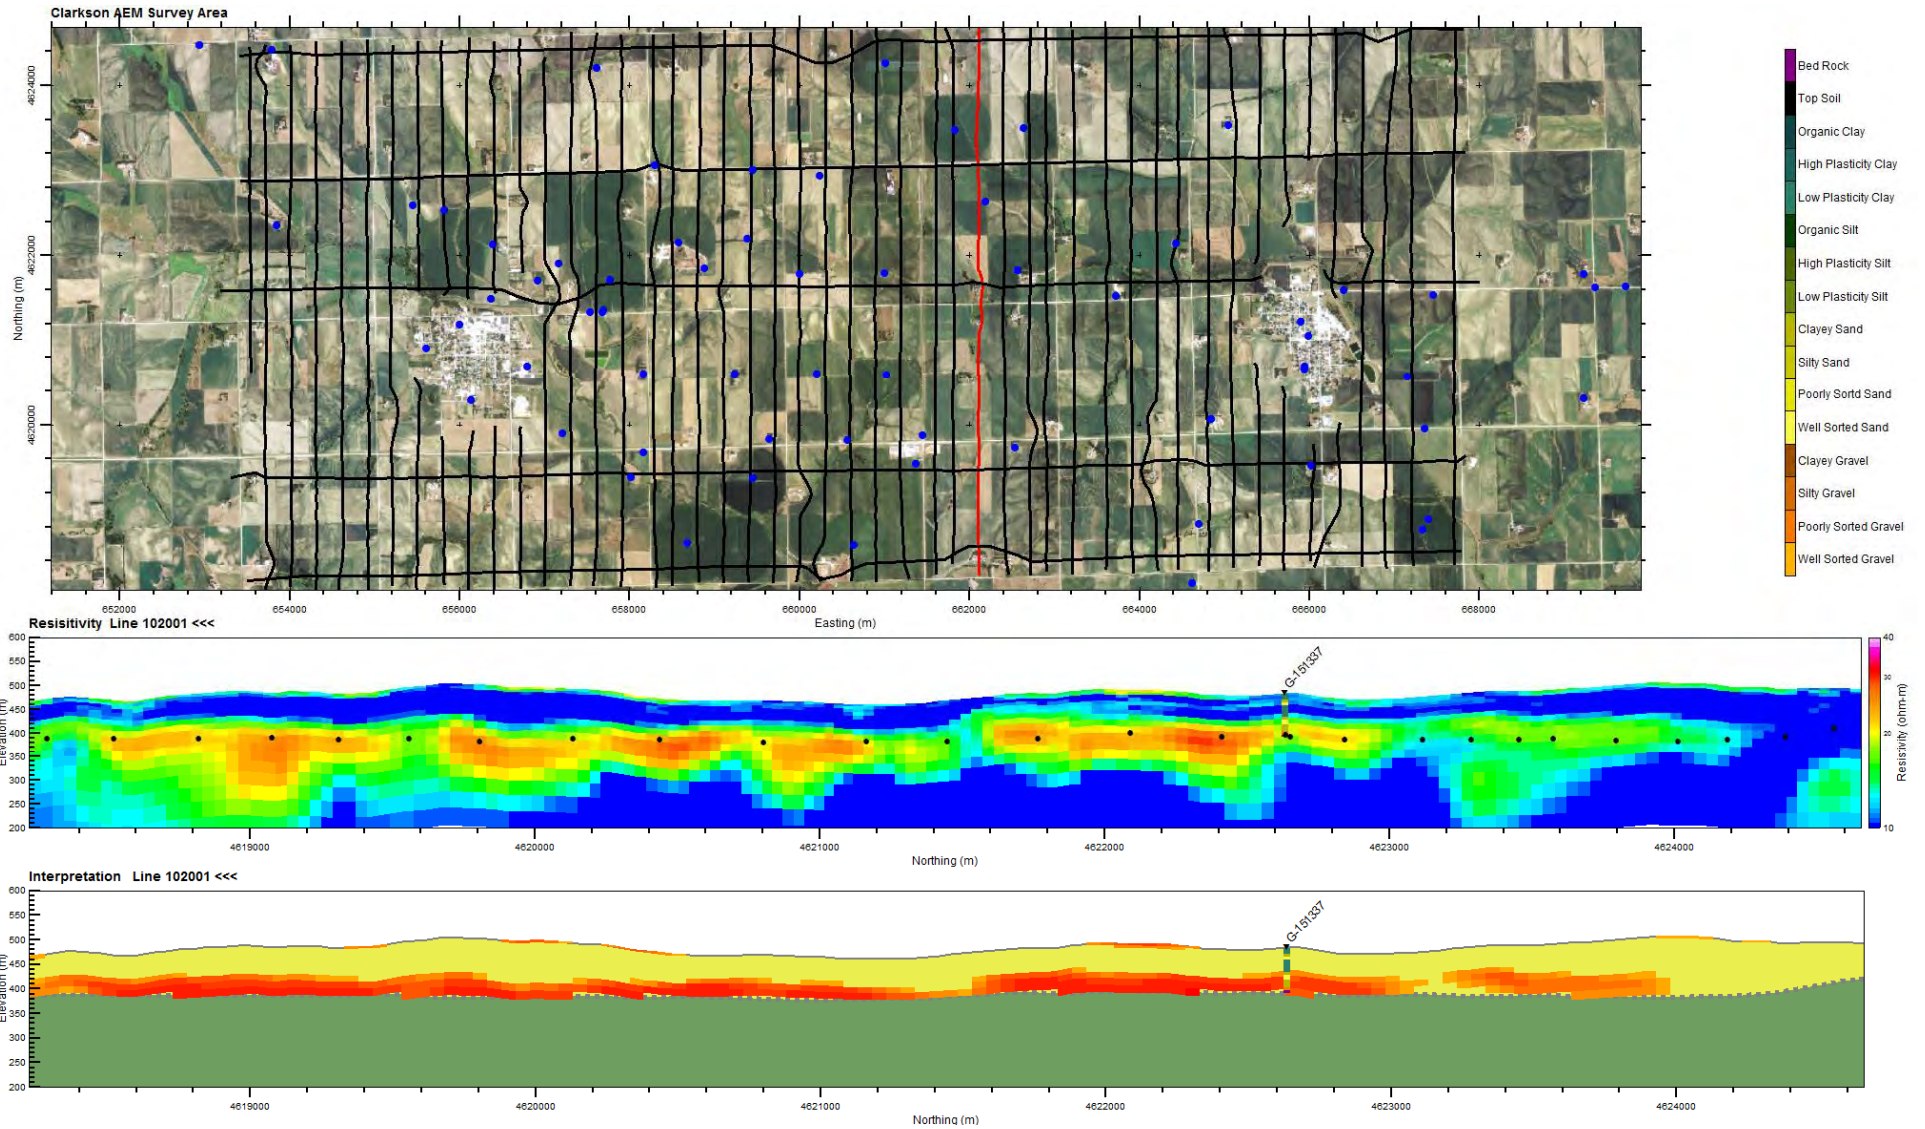 Clarkson AEM Survey Area
4624000
4622000
4620000
Northing (m)
652000 654000 656000 658000 660000 662000 664000 666000 668000
Easting (m)
Bed Rock
Top Soil
Organic Clay
High Plasticity Clay
Low Plasticity Clay
Organic Silt
High Plasticity Silt
Low Plasticity Silt
Clayey Sand
Silty Sand
Poorly Sortd Sand
Well Sorted Sand
Clayey Gravel
Silty Gravel
Poorly Sorted Gravel
Well Sorted Gravel
Resisitivity Line 102001 <<<
600
550
500
450
400
350
300
250
200
Elevation (m)
G-151337
4619000 4620000 4621000 4622000 4623000 4624000
Northing (m)
40
30
20
10
Resistivity (ohm-m)
Interpretation Line 102001 <<<
600
550
500
450
400
350
300
250
200
Elevation (m)
G-151337
4619000 4620000 4621000 4622000 4623000 4624000
Northing (m)